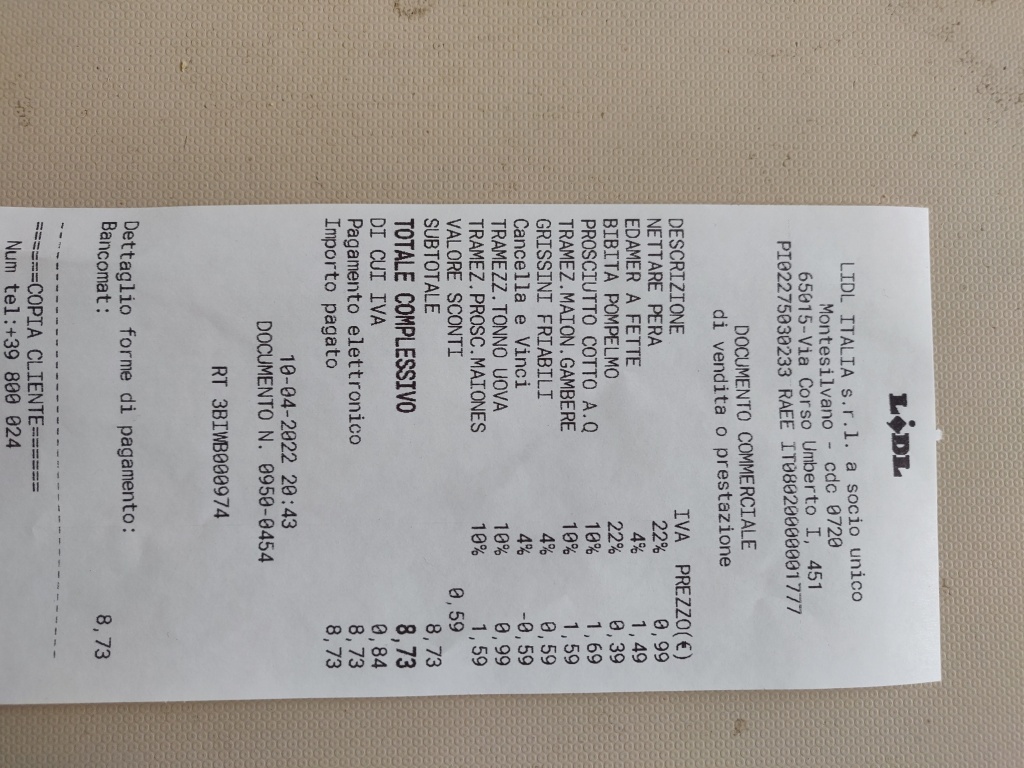 LIDL
LIDL ITALIA s.r.l. a socio unico
Montesilvano - cdc 0720
65015-Via Corso Umberto I, 451
PI02275030233 RAEE IT08020000001777
DOCUMENTO COMMERCIALE
di vendita o prestazione
DESCRIZIONE IVA PREZZO(€)
NETTARE PERA 22% 0,99
EDAMER A FETTE 4% 1,49
BIBITA POMPELMO 22% 0,39
PROSCIUTTO COTTO A.Q 10% 1,69
TRAMEZ.MAION.GAMBERE 10% 1,59
GRISSINI FRIABILI 4% 0,59
Cancella e Vinci 4% -0,59
TRAMEZZ.TONNO UOVA 10% 0,99
TRAMEZ.PROSC.MAIONES 10% 1,59
VALORE SCONTI 0,59
SUBTOTALE 8,73
TOTALE COMPLESSIVO 8,73
DI CUI IVA 0,84
Pagamento elettronico 8,73
Importo pagato 8,73
10-04-2022 20:43
DOCUMENTO N. 0950-0454
RT 3BIWB000974
Dettaglio forme di pagamento:
Bancomat: 8,73
------------------------------------------
======COPIA CLIENTE======
Num tel:+39 800 024